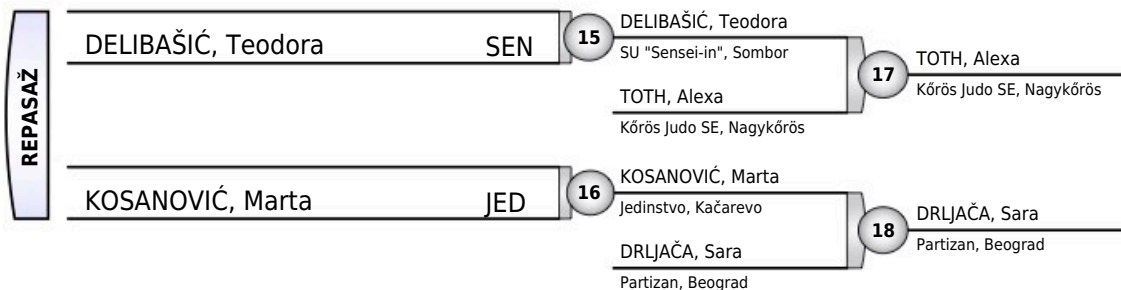 REPASAŽ
DELIBAŠIĆ, Teodora SEN
15
DELIBAŠIĆ, Teodora
SU "Sensei-in", Sombor
TOTH, Alexa
Kőrös Judo SE, Nagykőrös
17
TOTH, Alexa
Kőrös Judo SE, Nagykőrös
KOSANOVIĆ, Marta JED
16
KOSANOVIĆ, Marta
Jedinstvo, Kačarevo
DRLJAČA, Sara
Partizan, Beograd
18
DRLJAČA, Sara
Partizan, Beograd